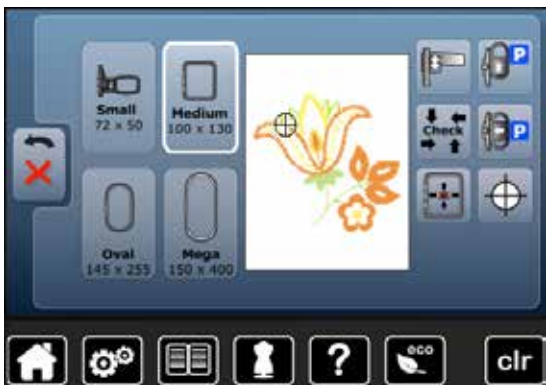 Small
72 x 50
Medium
100 x 130
Oval
145 x 255
Mega
150 x 400
P
Check
P
?
eco
clr